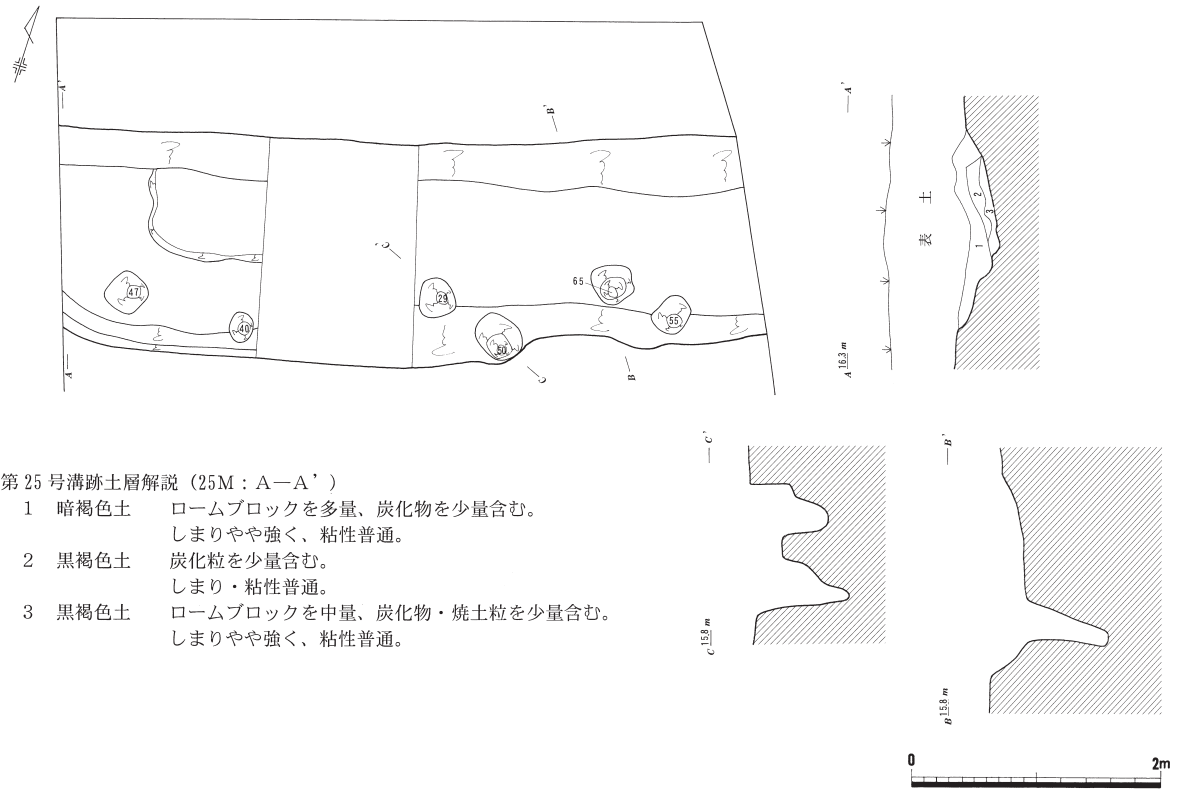 A'
B'
C'
47
40
29
50
65
55
A
B
C
A'
表土
1
2
3
A 16.3 m
C'
C 15.8 m
B'
B 15.8 m
第25号溝跡土層解説（25M：A―A’）
1 暗褐色土 ロームブロックを多量、炭化物を少量含む。
しまりやや強く、粘性普通。
2 黒褐色土 炭化粒を少量含む。
しまり・粘性普通。
3 黒褐色土 ロームブロックを中量、炭化物・焼土粒を少量含む。
しまりやや強く、粘性普通。
0 2m